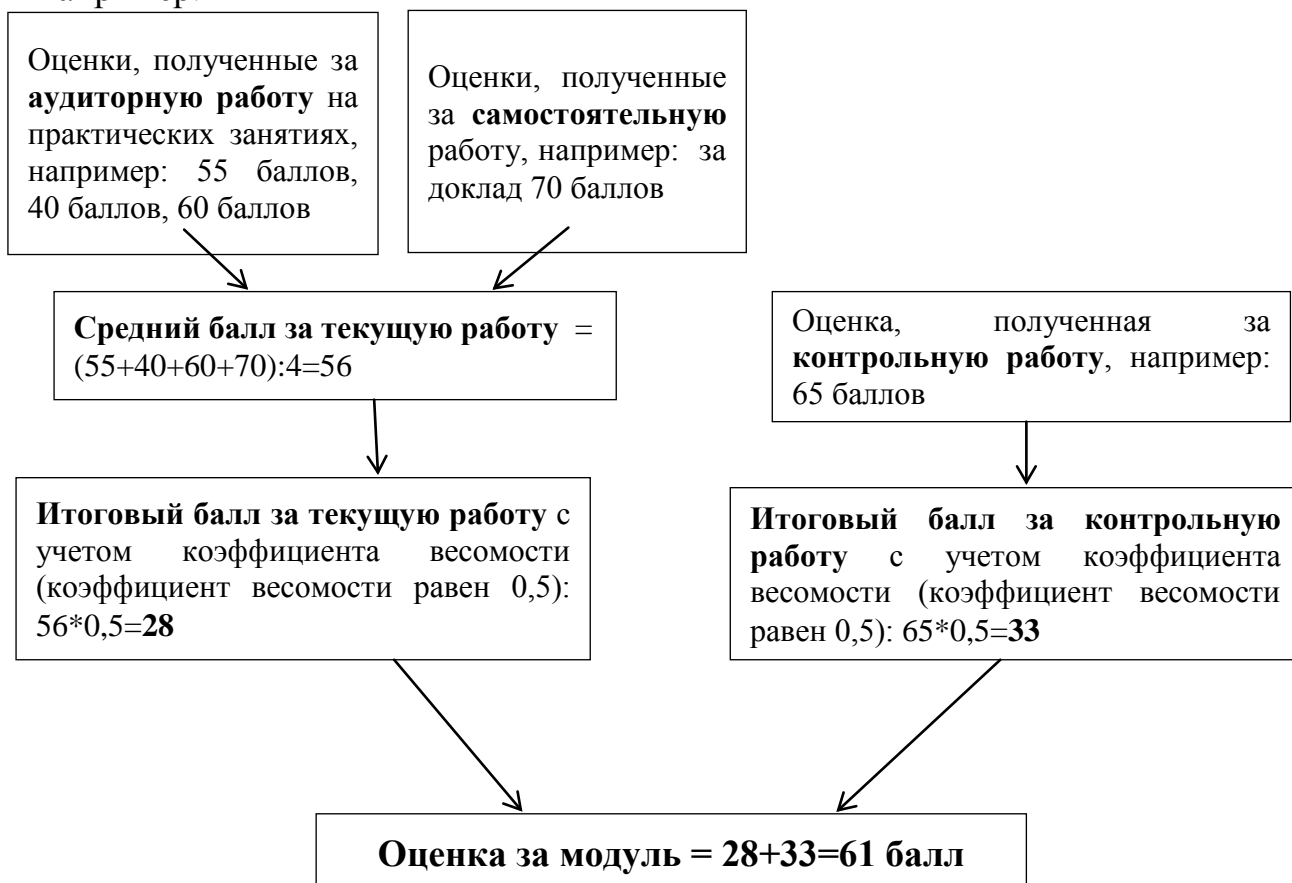 Оценки, полученные за
аудиторную работу на
практических занятиях,
например: 55 баллов,
40 баллов, 60 баллов
Оценки, полученные
за самостоятельную
работу, например: за
доклад 70 баллов
Средний балл за текущую работу =
(55+40+60+70):4=56
Оценка, полученная за
контрольную работу, например:
65 баллов
Итоговый балл за текущую работу с
учетом коэффициента весомости
(коэффициент весомости равен 0,5):
56*0,5=28
Итоговый балл за контрольную
работу с учетом коэффициента
весомости (коэффициент весомости
равен 0,5): 65*0,5=33
Оценка за модуль = 28+33=61 балл